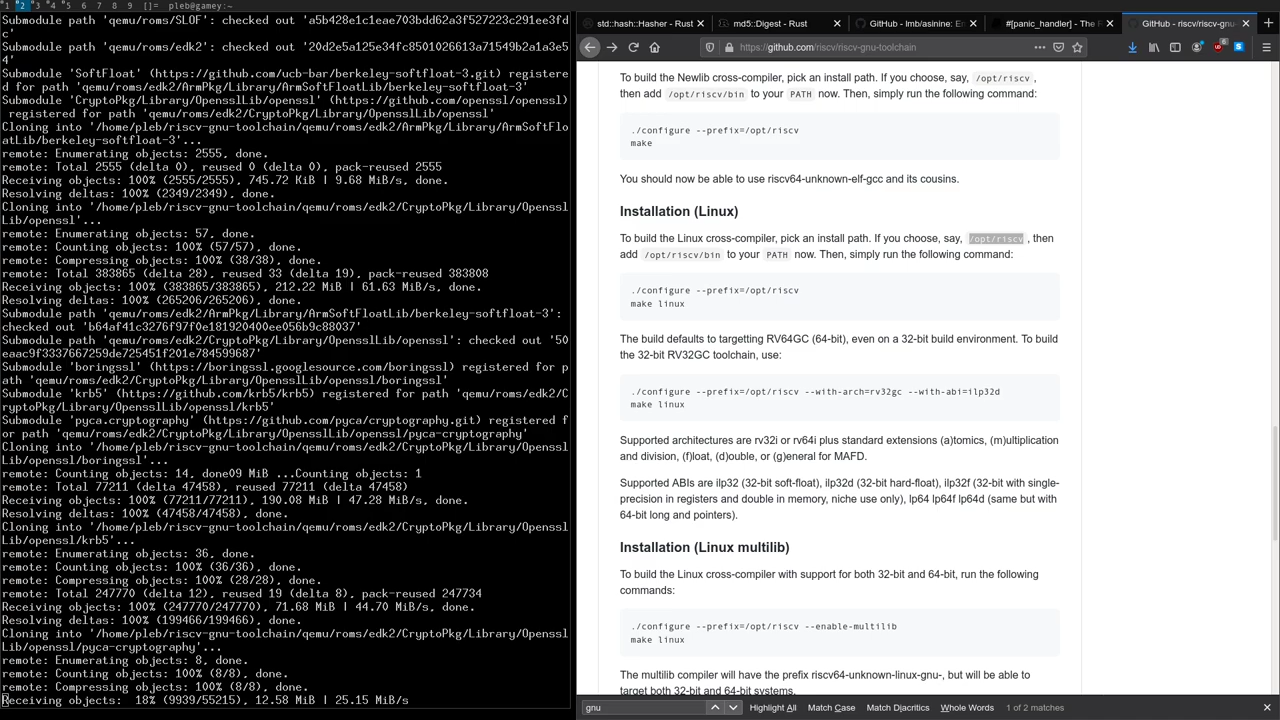 1 2 3 4 5 6 7 8 9 []= pleb@gamey:~
Submodule path 'qemu/roms/SLOF': checked out 'a5b428e1c1eae703bdd62a3f527223c291ee3fd
c'
Submodule path 'qemu/roms/edk2': checked out '20d2e5a125e34fc8501026613a71549b2a1a3e5
4'
Submodule 'SoftFloat' (https://github.com/ucb-bar/berkeley-softfloat-3.git) registere
d for path 'qemu/roms/edk2/ArmPkg/Library/ArmSoftFloatLib/berkeley-softfloat-3'
Submodule 'CryptoPkg/Library/OpensslLib/openssl' (https://github.com/openssl/openssl)
 registered for path 'qemu/roms/edk2/CryptoPkg/Library/OpensslLib/openssl'
Cloning into '/home/pleb/riscv-gnu-toolchain/qemu/roms/edk2/ArmPkg/Library/ArmSoftFlo
atLib/berkeley-softfloat-3'...
remote: Enumerating objects: 2555, done.
remote: Total 2555 (delta 0), reused 0 (delta 0), pack-reused 2555
Receiving objects: 100% (2555/2555), 745.72 KiB | 9.68 MiB/s, done.
Resolving deltas: 100% (2349/2349), done.
Cloning into '/home/pleb/riscv-gnu-toolchain/qemu/roms/edk2/CryptoPkg/Library/Openssl
Lib/openssl'...
remote: Enumerating objects: 57, done.
remote: Counting objects: 100% (57/57), done.
remote: Compressing objects: 100% (38/38), done.
remote: Total 383865 (delta 28), reused 33 (delta 19), pack-reused 383808
Receiving objects: 100% (383865/383865), 212.22 MiB | 61.63 MiB/s, done.
Resolving deltas: 100% (265206/265206), done.
Submodule path 'qemu/roms/edk2/ArmPkg/Library/ArmSoftFloatLib/berkeley-softfloat-3':
checked out 'b64af41c3276f97f0e181920400ee056b9c88037'
Submodule path 'qemu/roms/edk2/CryptoPkg/Library/OpensslLib/openssl': checked out '50
eaac9f3337667259de725451f201e784599687'
Submodule 'boringssl' (https://boringssl.googlesource.com/boringssl) registered for p
ath 'qemu/roms/edk2/CryptoPkg/Library/OpensslLib/openssl/boringssl'
Submodule 'krb5' (https://github.com/krb5/krb5) registered for path 'qemu/roms/edk2/C
ryptoPkg/Library/OpensslLib/openssl/krb5'
Submodule 'pyca.cryptography' (https://github.com/pyca/cryptography.git) registered f
or path 'qemu/roms/edk2/CryptoPkg/Library/OpensslLib/openssl/pyca-cryptography'
Cloning into '/home/pleb/riscv-gnu-toolchain/qemu/roms/edk2/CryptoPkg/Library/Openssl
Lib/openssl/boringssl'...
remote: Counting objects: 14, done09 MiB ...Counting objects: 1
remote: Total 77211 (delta 47458), reused 77211 (delta 47458)
Receiving objects: 100% (77211/77211), 190.08 MiB | 47.28 MiB/s, done.
Resolving deltas: 100% (47458/47458), done.
Cloning into '/home/pleb/riscv-gnu-toolchain/qemu/roms/edk2/CryptoPkg/Library/Openssl
Lib/openssl/krb5'...
remote: Enumerating objects: 36, done.
remote: Counting objects: 100% (36/36), done.
remote: Compressing objects: 100% (28/28), done.
remote: Total 247770 (delta 12), reused 19 (delta 8), pack-reused 247734
Receiving objects: 100% (247770/247770), 71.68 MiB | 44.70 MiB/s, done.
Resolving deltas: 100% (199466/199466), done.
Cloning into '/home/pleb/riscv-gnu-toolchain/qemu/roms/edk2/CryptoPkg/Library/Openssl
Lib/openssl/pyca-cryptography'...
remote: Enumerating objects: 8, done.
remote: Counting objects: 100% (8/8), done.
remote: Compressing objects: 100% (8/8), done.
Receiving objects:  18% (9939/55215), 12.58 MiB | 25.15 MiB/s
std::hash::Hasher - Rust
md5::Digest - Rust
GitHub - lmb/asinine: En
#[panic_handler] - The R
GitHub - riscv/riscv-gnu
https://github.com/riscv/riscv-gnu-toolchain
To build the Newlib cross-compiler, pick an install path. If you choose, say, /opt/riscv ,
then add /opt/riscv/bin to your PATH now. Then, simply run the following command:
./configure --prefix=/opt/riscv
make
You should now be able to use riscv64-unknown-elf-gcc and its cousins.
Installation (Linux)
To build the Linux cross-compiler, pick an install path. If you choose, say, /opt/riscv , then
add /opt/riscv/bin to your PATH now. Then, simply run the following command:
./configure --prefix=/opt/riscv
make linux
The build defaults to targetting RV64GC (64-bit), even on a 32-bit build environment. To build
the 32-bit RV32GC toolchain, use:
./configure --prefix=/opt/riscv --with-arch=rv32gc --with-abi=ilp32d
make linux
Supported architectures are rv32i or rv64i plus standard extensions (a)tomics, (m)ultiplication
and division, (f)loat, (d)ouble, or (g)eneral for MAFD.
Supported ABIs are ilp32 (32-bit soft-float), ilp32d (32-bit hard-float), ilp32f (32-bit with single-
precision in registers and double in memory, niche use only), lp64 lp64f lp64d (same but with
64-bit long and pointers).
Installation (Linux multilib)
To build the Linux cross-compiler with support for both 32-bit and 64-bit, run the following
commands:
./configure --prefix=/opt/riscv --enable-multilib
make linux
The multilib compiler will have the prefix riscv64-unknown-linux-gnu-, but will be able to
target both 32-bit and 64-bit systems.
gnu
Highlight All Match Case Match Diacritics Whole Words 1 of 2 matches